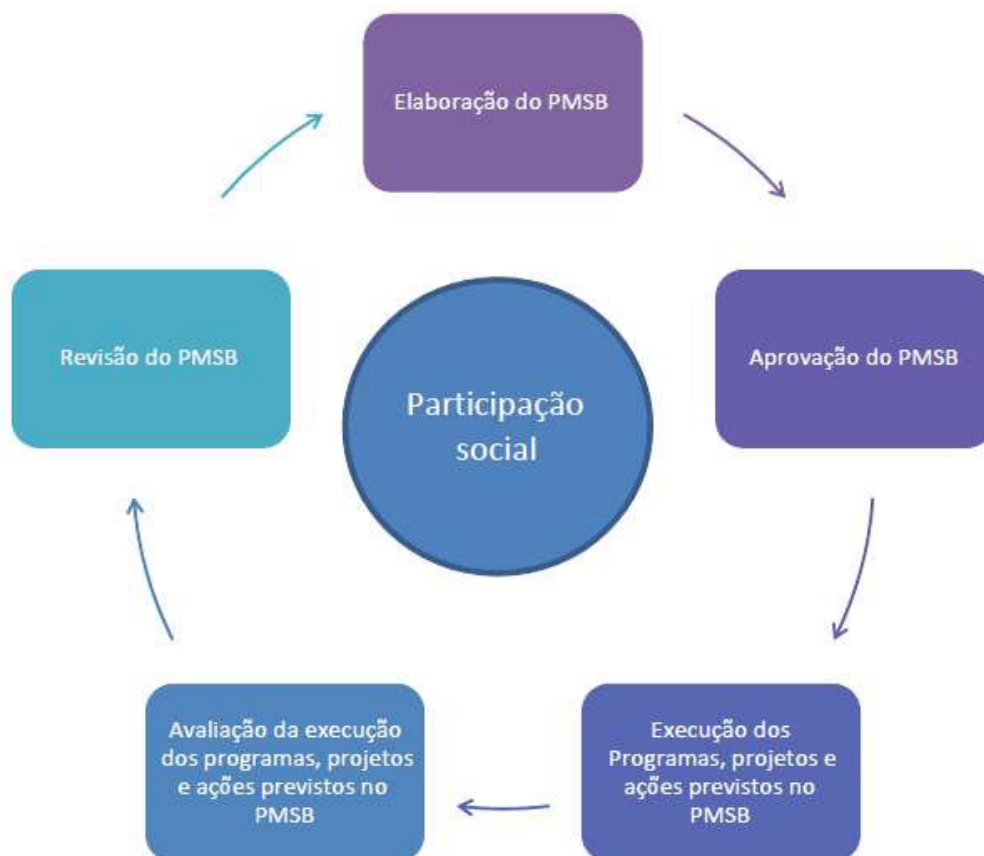 Elaboração do PMSB
Aprovação do PMSB
Execução dos
Programas, projetos e
ações previstos no
PMSB
Avaliação da execução
dos programas, projetos
e ações previstos no
PMSB
Revisão do PMSB
Participação
social